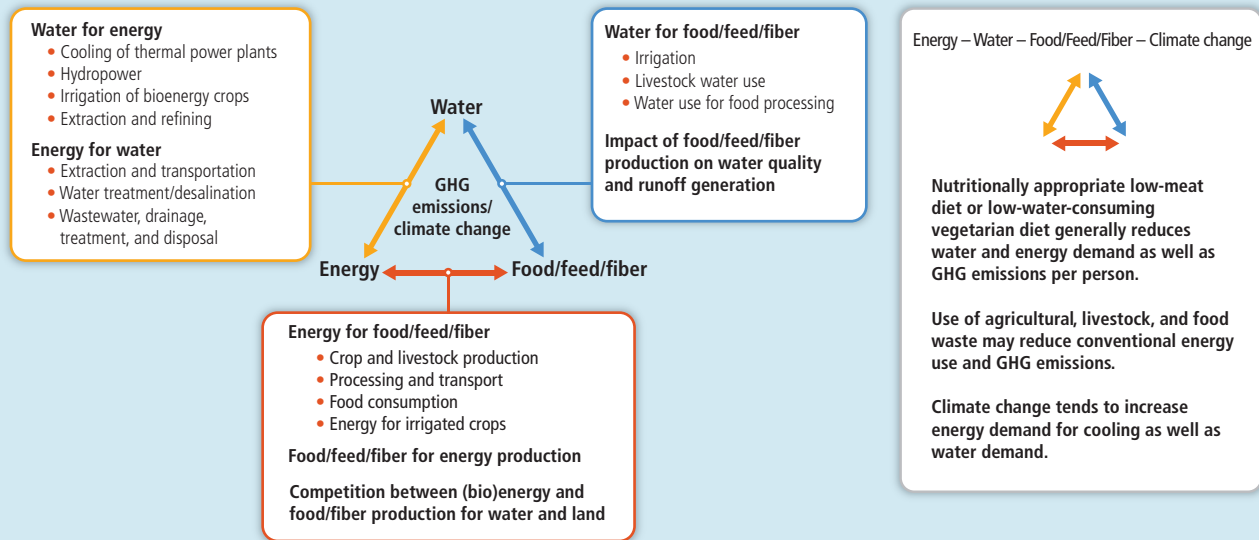 Water for energy
• Cooling of thermal power plants
• Hydropower
• Irrigation of bioenergy crops
• Extraction and refining
Energy for water
• Extraction and transportation
• Water treatment/desalination
• Wastewater, drainage,
treatment, and disposal
Water
GHG
emissions/
climate change
Energy
Food/feed/fiber
Water for food/feed/fiber
• Irrigation
• Livestock water use
• Water use for food processing
Impact of food/feed/fiber
production on water quality
and runoff generation
Energy for food/feed/fiber
• Crop and livestock production
• Processing and transport
• Food consumption
• Energy for irrigated crops
Food/feed/fiber for energy production
Competition between (bio)energy and
food/fiber production for water and land
Energy – Water – Food/Feed/Fiber – Climate change
Nutritionally appropriate low-meat
diet or low-water-consuming
vegetarian diet generally reduces
water and energy demand as well as
GHG emissions per person.
Use of agricultural, livestock, and food
waste may reduce conventional energy
use and GHG emissions.
Climate change tends to increase
energy demand for cooling as well as
water demand.